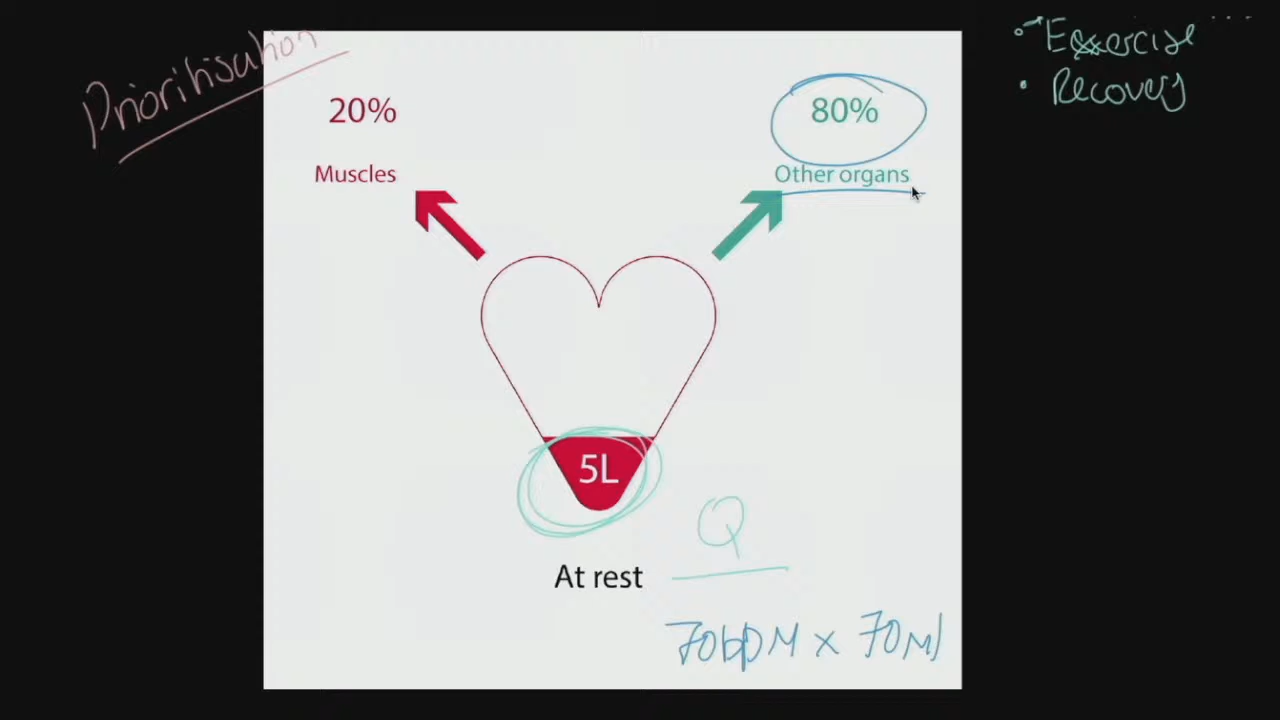 Prioritisation
Exercise
Recovery
20%
80%
Muscles
Other organs
5L
Q
At rest
70bpm x 70ml